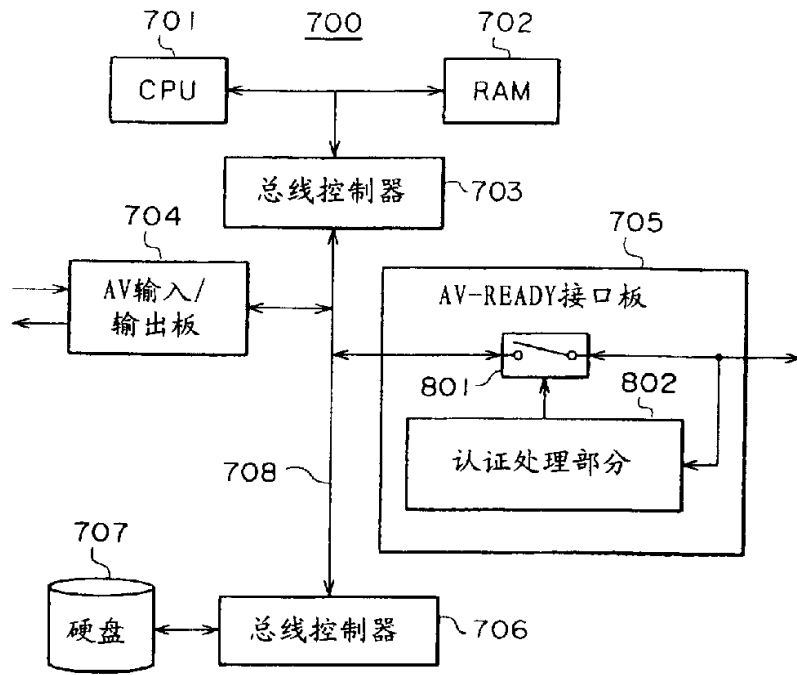 701
700
702
CPU
RAM
总线控制器
703
704
705
AV输入/
输出板
AV-READY接口板
801
802
认证处理部分
708
707
硬盘
总线控制器
706